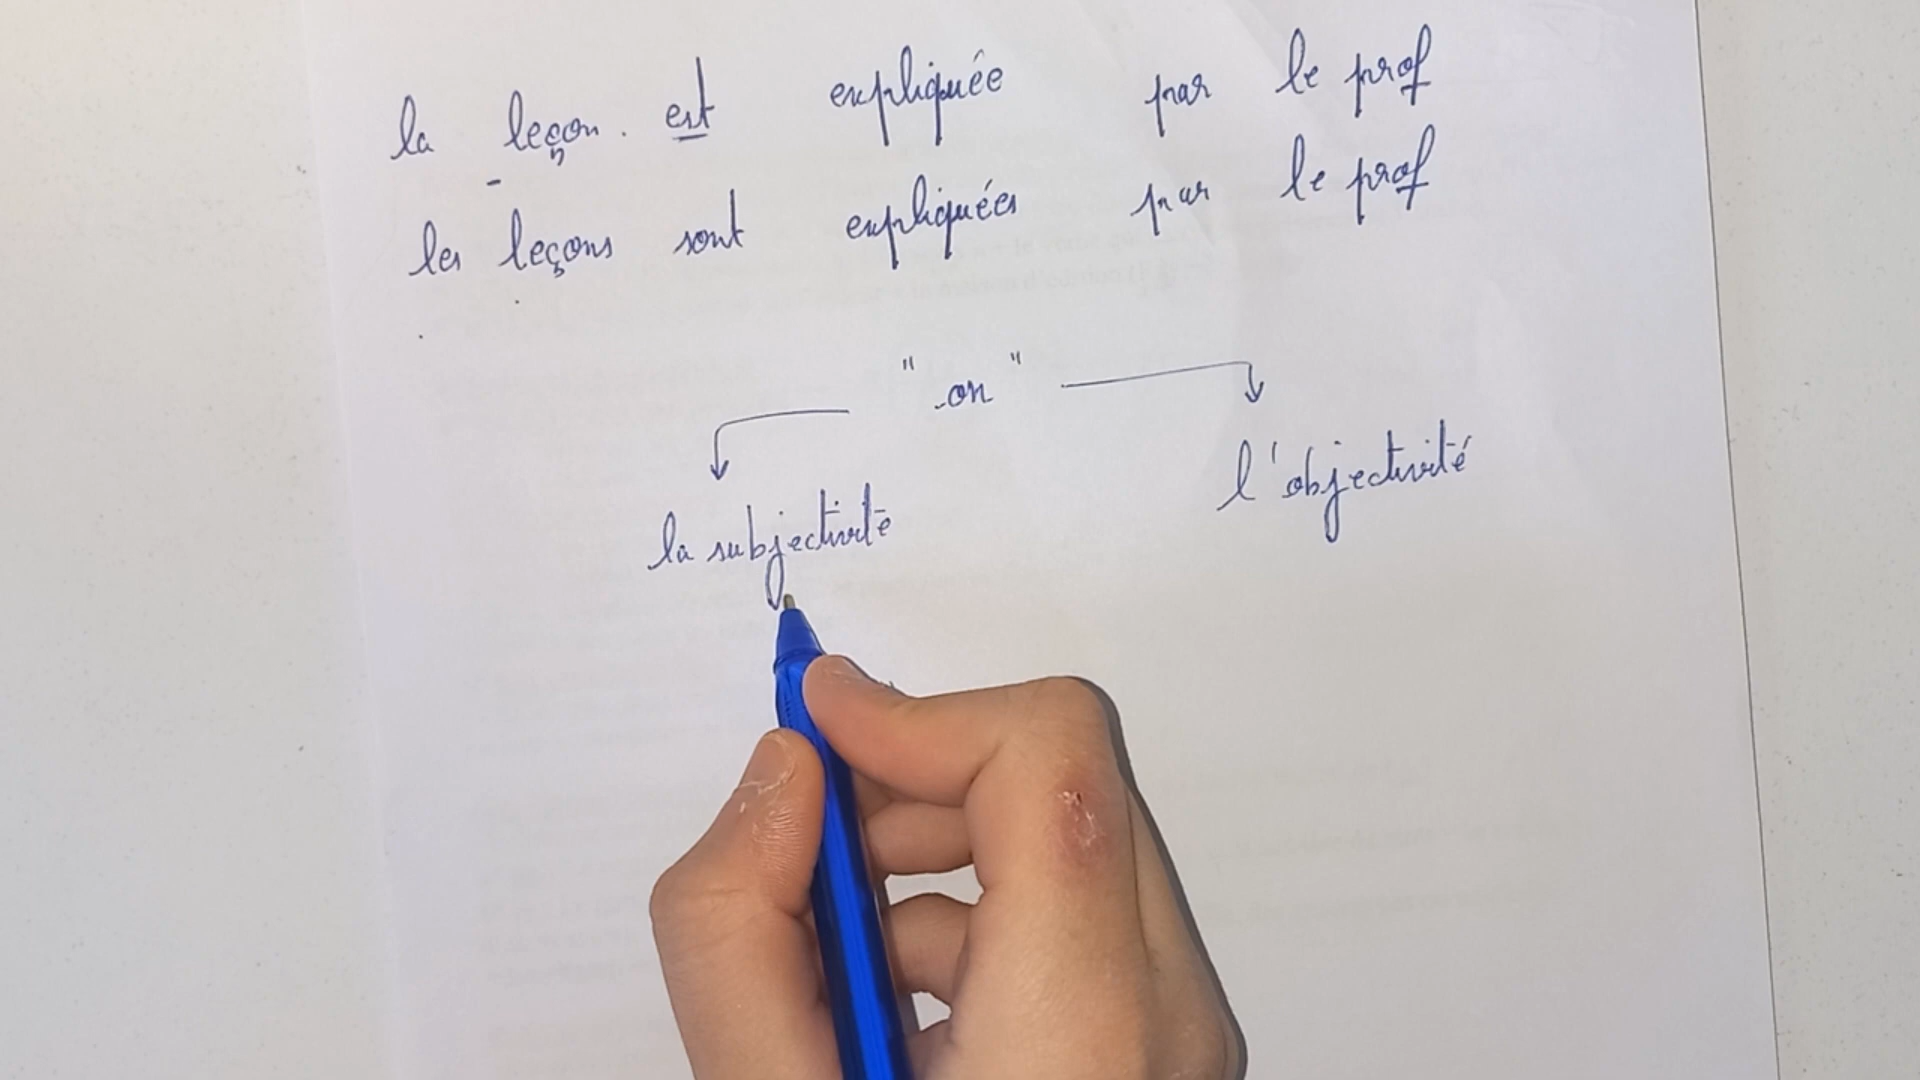 la leçon. est expliquée par le prof
les leçons sont expliquées par le prof
"on"
la subjectivité
l'objectivité